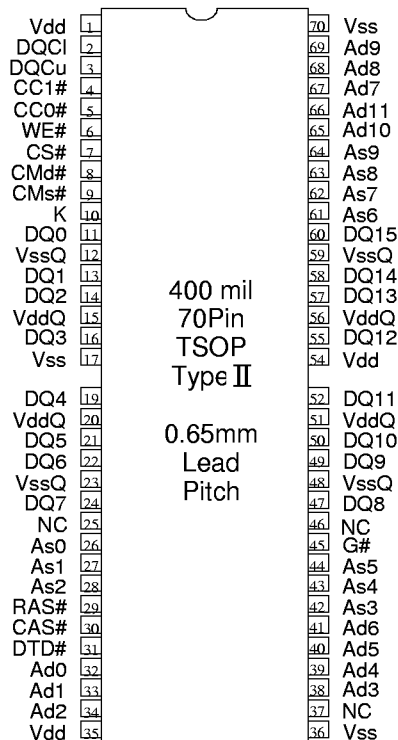 Vdd 1 70 Vss
DQCl 2 69 Ad9
DQCu 3 68 Ad8
CC1# 4 67 Ad7
CC0# 5 66 Ad11
WE# 6 65 Ad10
CS# 7 64 As9
CMd# 8 63 As8
CMs# 9 62 As7
K 10 61 As6
DQ0 11 60 DQ15
VssQ 12 59 VssQ
DQ1 13 58 DQ14
DQ2 14 57 DQ13
VddQ 15 56 VddQ
DQ3 16 55 DQ12
Vss 17 54 Vdd
400 mil
70Pin
TSOP
Type II
0.65mm
Lead
Pitch
DQ4 19 52 DQ11
VddQ 20 51 VddQ
DQ5 21 50 DQ10
DQ6 22 49 DQ9
VssQ 23 48 VssQ
DQ7 24 47 DQ8
NC 25 46 NC
As0 26 45 G#
As1 27 44 As5
As2 28 43 As4
RAS# 29 42 As3
CAS# 30 41 Ad6
DTD# 31 40 Ad5
Ad0 32 39 Ad4
Ad1 33 38 Ad3
Ad2 34 37 NC
Vdd 35 36 Vss